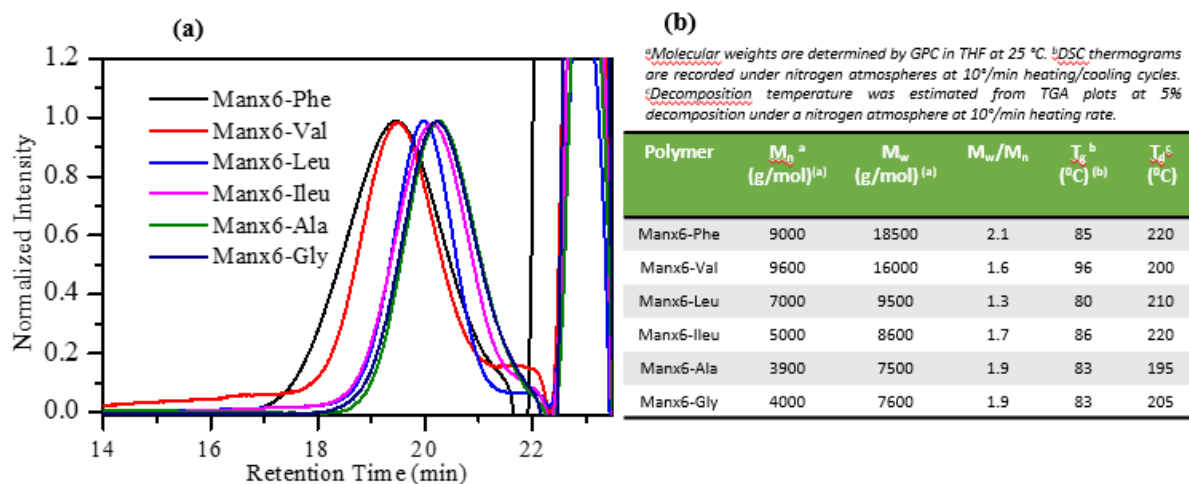 (a)
1.2
1.0
0.8
0.6
0.4
0.2
0.0
Normalized Intensity
Manx6-Phe
Manx6-Val
Manx6-Leu
Manx6-Ileu
Manx6-Ala
Manx6-Gly
14 16 18 20 22
Retention Time (min)
(b)
ᵃMolecular weights are determined by GPC in THF at 25 °C. ᵇDSC thermograms
are recorded under nitrogen atmospheres at 10°/min heating/cooling cycles.
ᶜDecomposition temperature was estimated from TGA plots at 5%
decomposition under a nitrogen atmosphere at 10°/min heating rate.
Polymer Mₙ ᵃ M_w M_w/Mₙ T_g ᵇ T_d ᶜ
(g/mol)⁽ᵃ⁾ (g/mol) ⁽ᵃ⁾ (⁰C) ⁽ᵇ⁾ (⁰C)
Manx6-Phe 9000 18500 2.1 85 220
Manx6-Val 9600 16000 1.6 96 200
Manx6-Leu 7000 9500 1.3 80 210
Manx6-Ileu 5000 8600 1.7 86 220
Manx6-Ala 3900 7500 1.9 83 195
Manx6-Gly 4000 7600 1.9 83 205